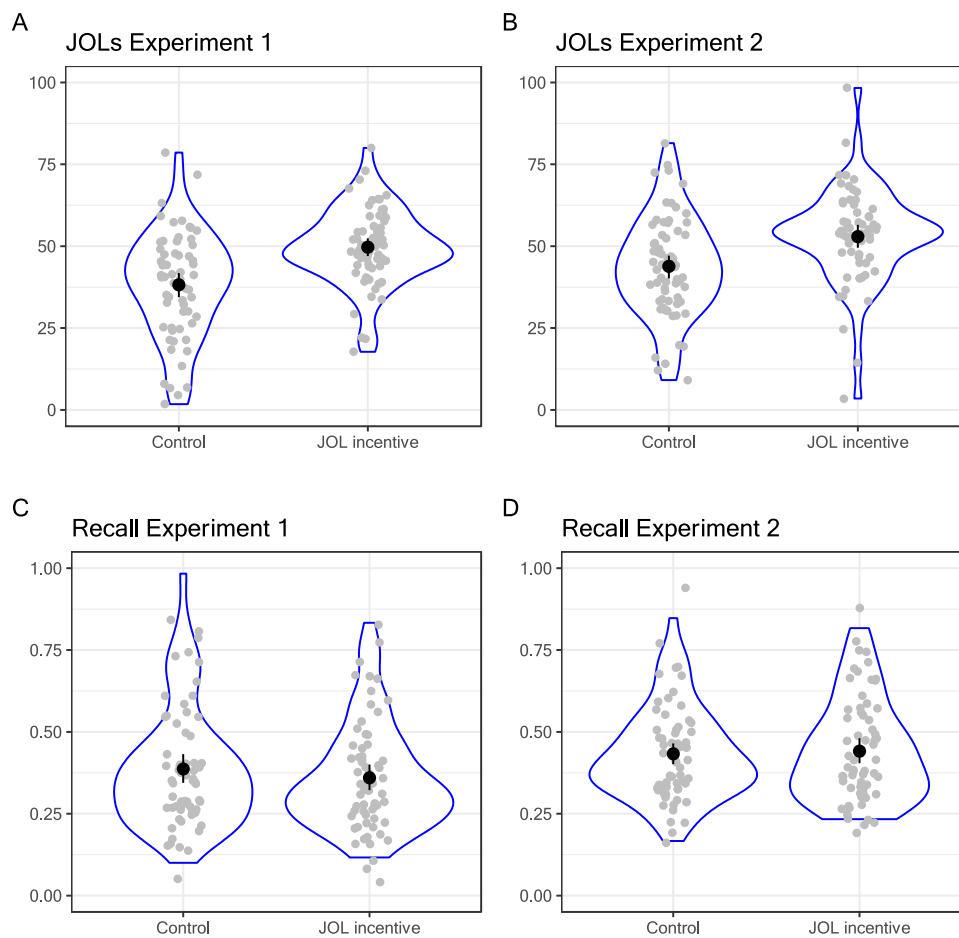 A
JOLs Experiment 1
100
75
50
25
0
Control
JOL incentive
B
JOLs Experiment 2
100
75
50
25
0
Control
JOL incentive
C
Recall Experiment 1
1.00
0.75
0.50
0.25
0.00
Control
JOL incentive
D
Recall Experiment 2
1.00
0.75
0.50
0.25
0.00
Control
JOL incentive